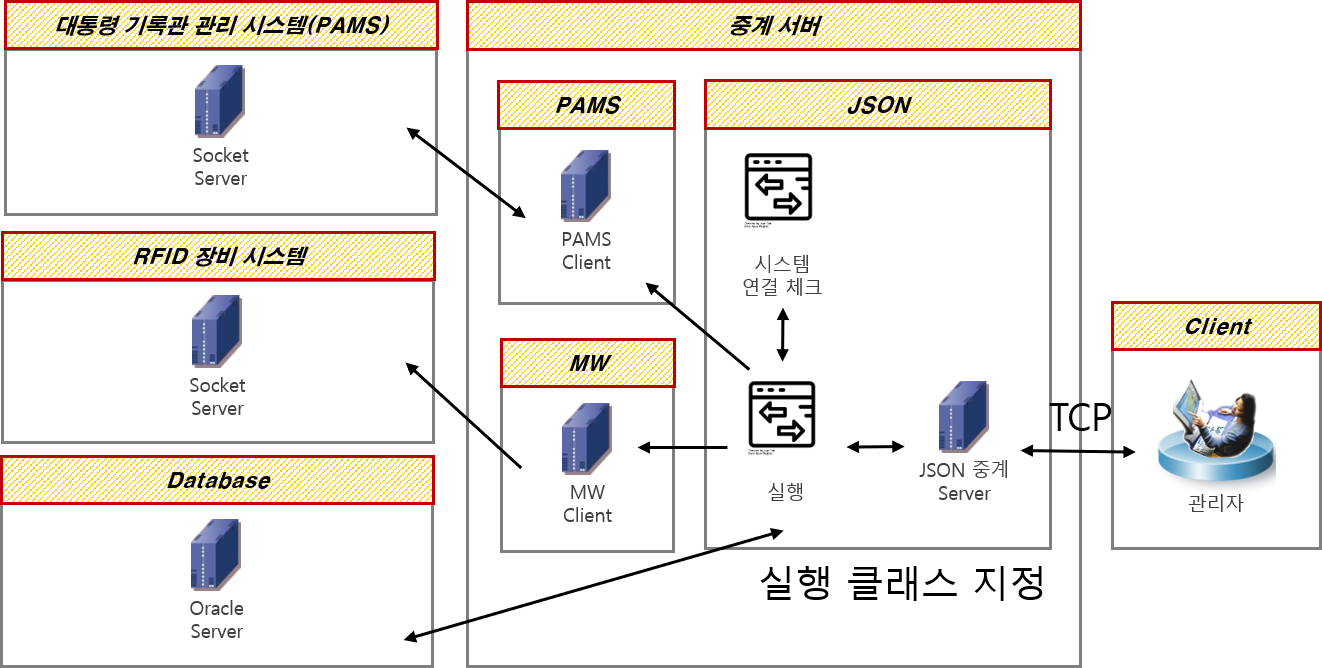 대통령 기록관 관리 시스템(PAMS)
Socket
Server
RFID 장비 시스템
Socket
Server
Database
Oracle
Server
중계 서버
PAMS
PAMS
Client
MW
MW
Client
JSON
시스템
연결 체크
실행
JSON 중계
Server
실행 클래스 지정
TCP
Client
관리자